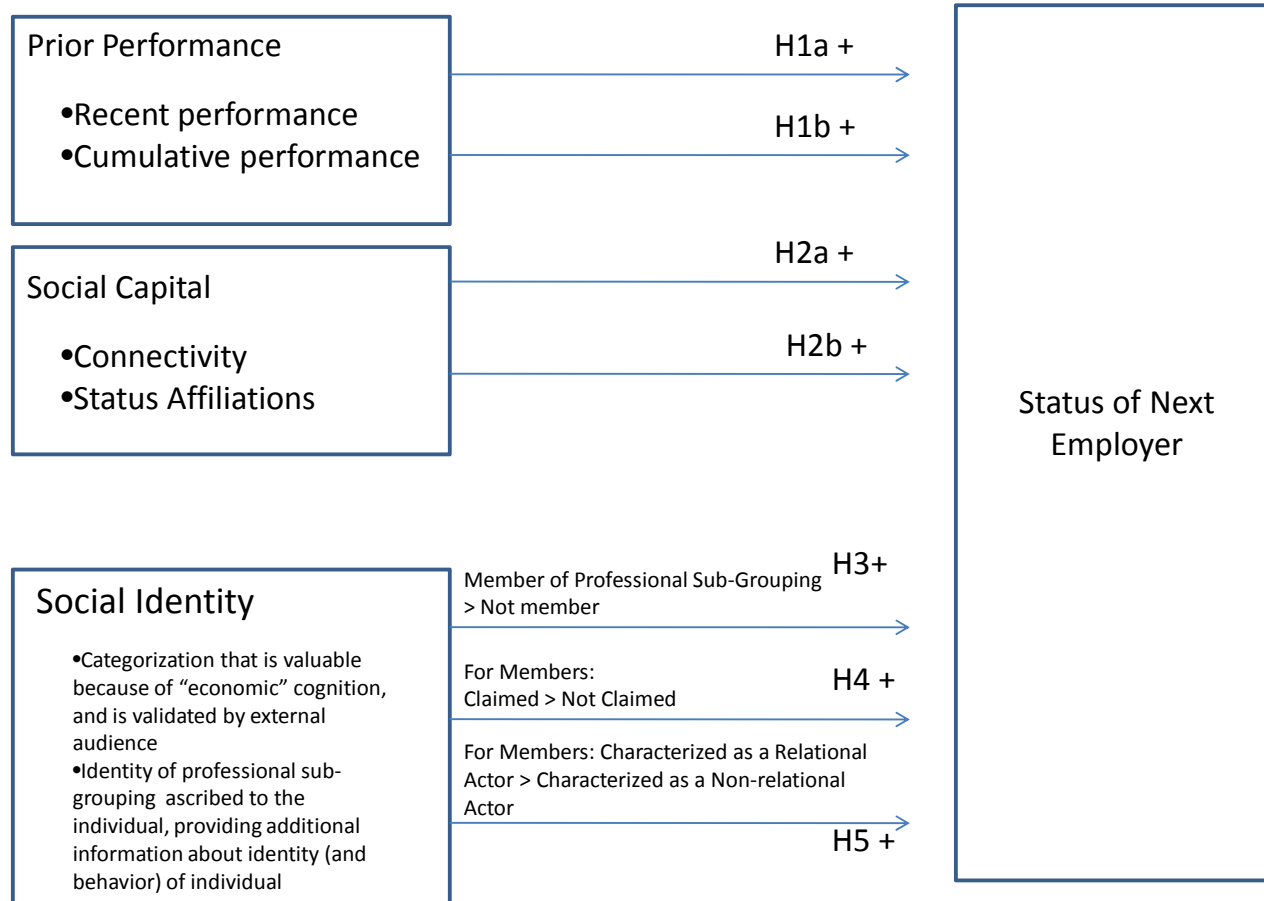 Prior Performance
•Recent performance
•Cumulative performance
H1a +
H1b +
Social Capital
•Connectivity
•Status Affiliations
H2a +
H2b +
Social Identity
•Categorization that is valuable
because of “economic” cognition,
and is validated by external
audience
•Identity of professional sub-
grouping ascribed to the
individual, providing additional
information about identity (and
behavior) of individual
Member of Professional Sub-Grouping
> Not member
H3+
For Members:
Claimed > Not Claimed
H4 +
For Members: Characterized as a Relational
Actor > Characterized as a Non-relational
Actor
H5 +
Status of Next
Employer